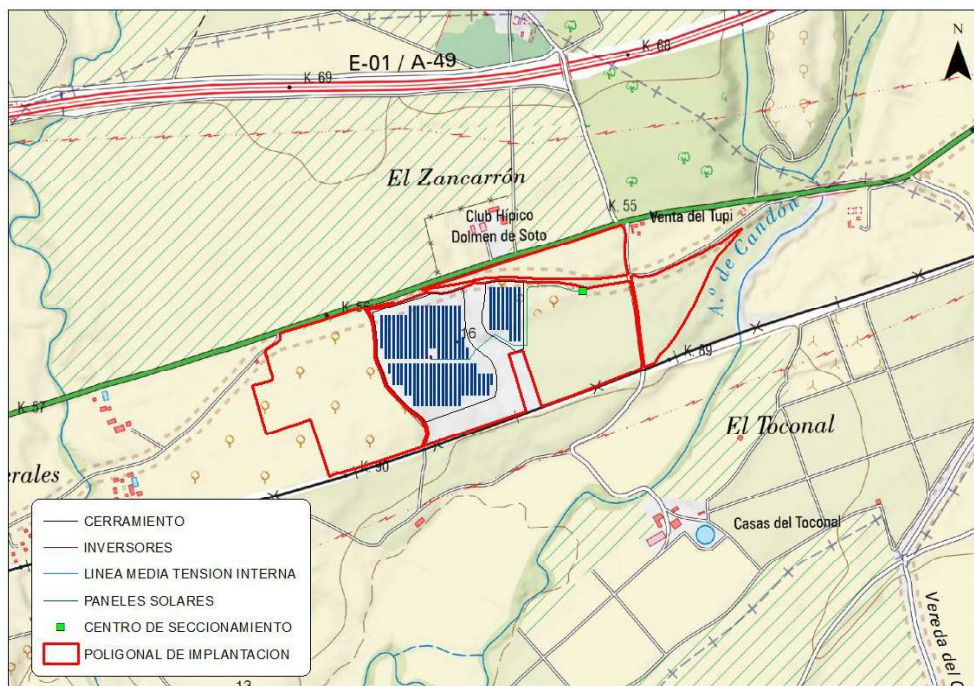 N
K. 68
E-01 / A-49
K. 69
El Zancarrón
K. 55
Club Hípico
Dolmen de Soto
Venta del Tupi
A.º de Candón
K. 56
16
K. 89
K. 57
El Toconal
erales
K. 90
Casas del Toconal
CERRAMIENTO
INVERSORES
LINEA MEDIA TENSION INTERNA
PANELES SOLARES
CENTRO DE SECCIONAMIENTO
POLIGONAL DE IMPLANTACION
Vereda del
13